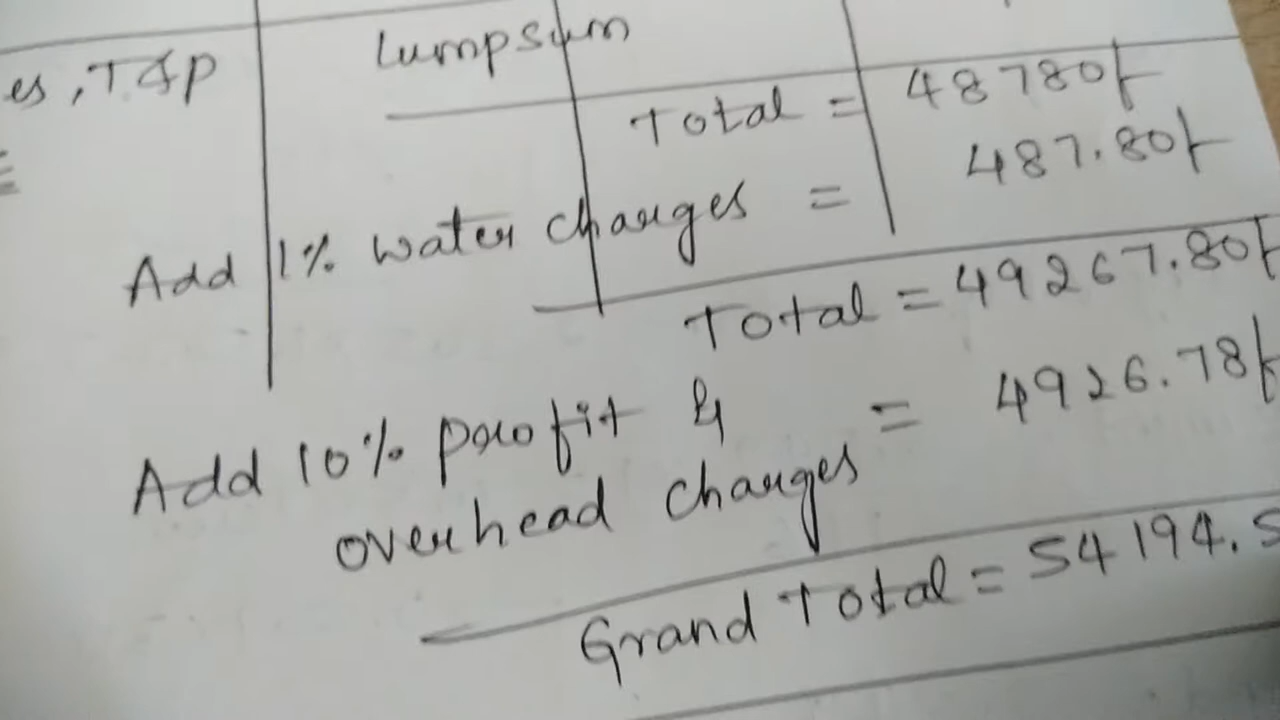 es, T&P Lumpsum
Total = 48780/-
Add 1% water charges = 487.80/-
Total = 49267.80/-
Add 10% profit &
overhead charges = 4926.78/-
Grand Total = 54194.5